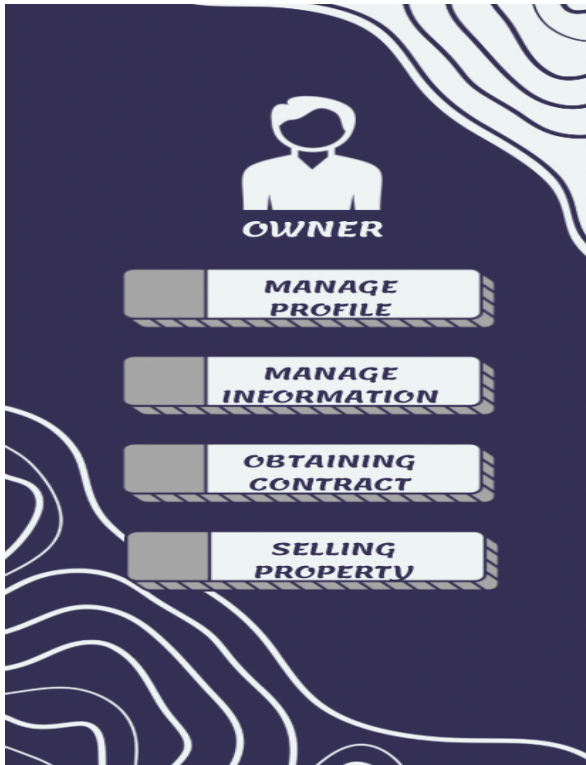 OWNER
MANAGE
PROFILE
MANAGE
INFORMATION
OBTAINING
CONTRACT
SELLING
PROPERTY